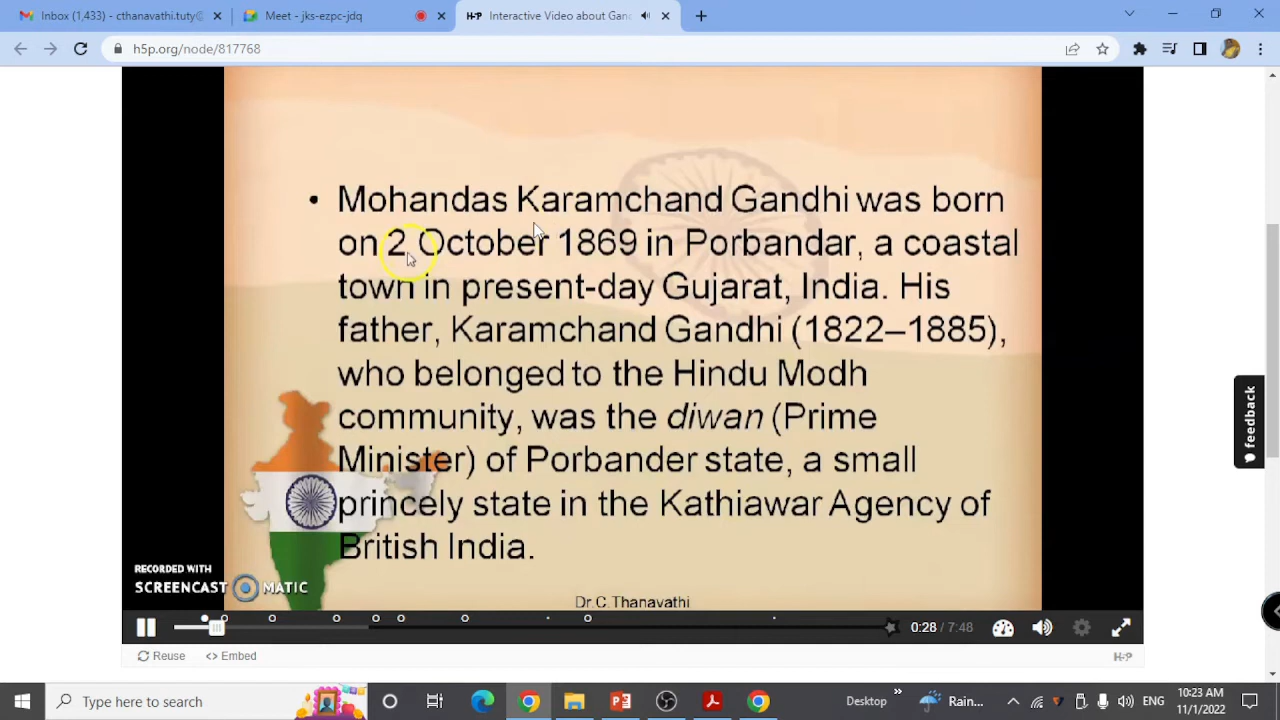 Inbox (1,433) - cthanavathi.tuty@
Meet - jks-ezpc-jdq
H-P Interactive Video about Gand
h5p.org/node/817768
• Mohandas Karamchand Gandhi was born
on 2 October 1869 in Porbandar, a coastal
town in present-day Gujarat, India. His
father, Karamchand Gandhi (1822–1885),
who belonged to the Hindu Modh
community, was the diwan (Prime
Minister) of Porbander state, a small
princely state in the Kathiawar Agency of
British India.
feedback
RECORDED WITH
SCREENCAST MATIC
Dr.C.Thanavathi
0:28 / 7:48
Reuse
<> Embed
H-P
Type here to search
Desktop
Rain...
ENG
10:23 AM
11/1/2022